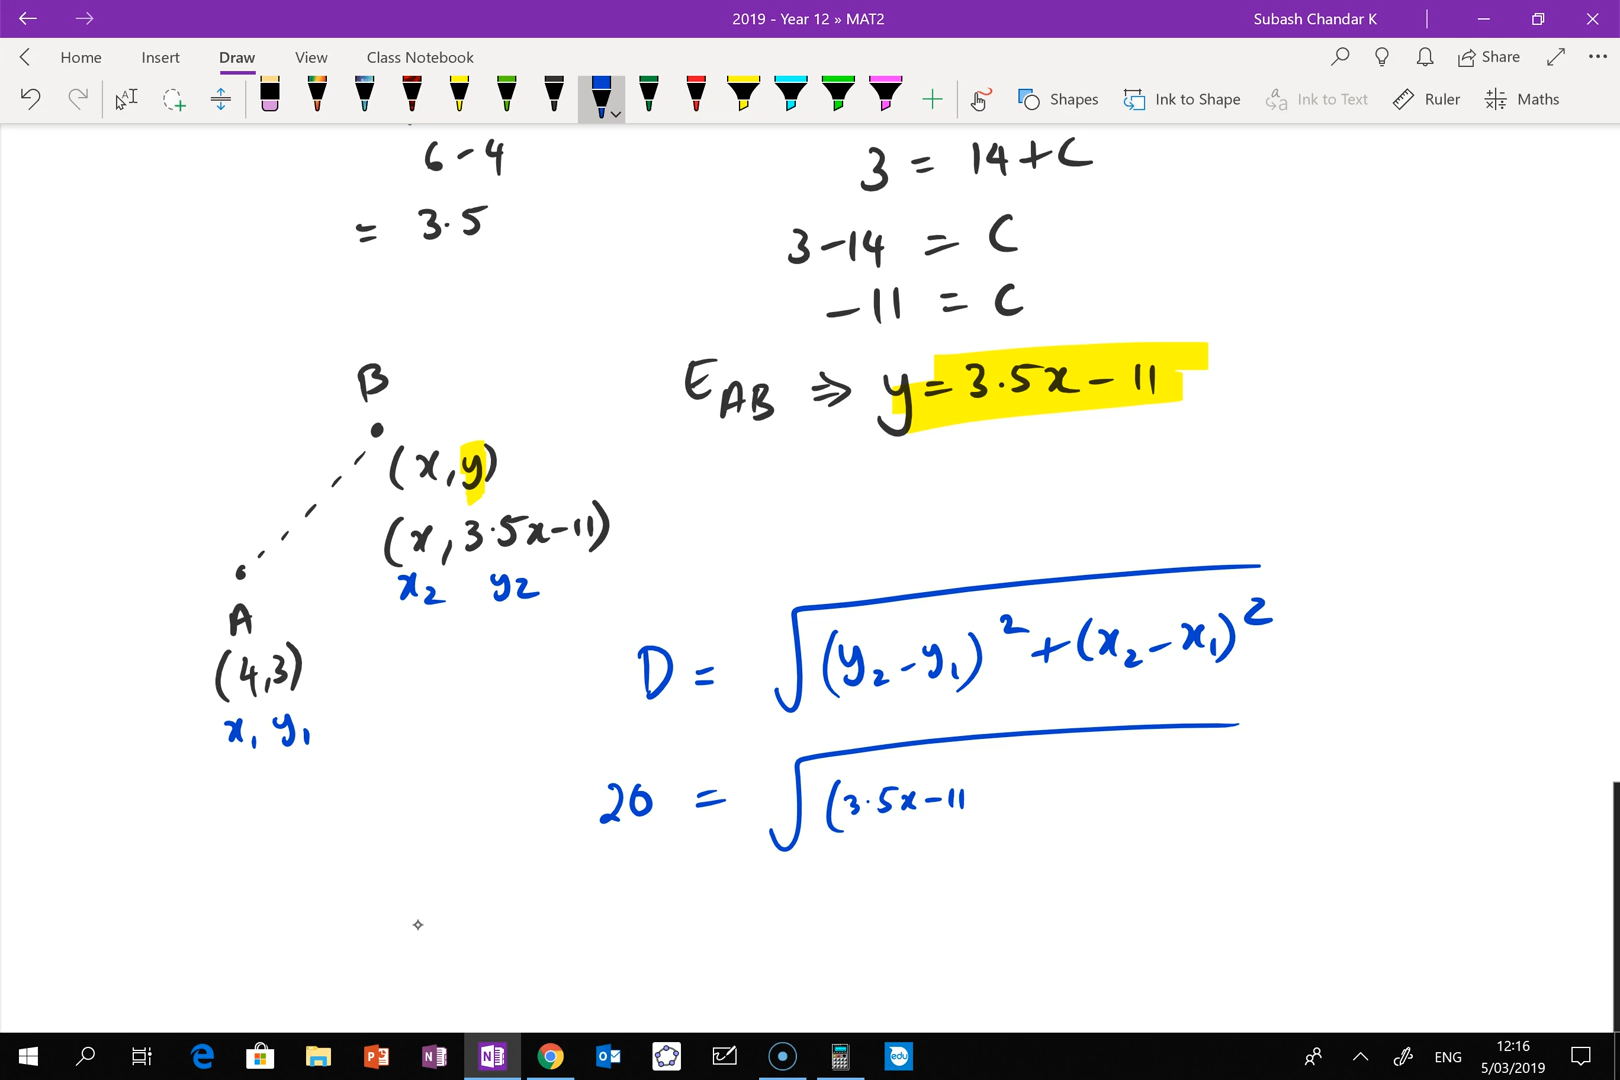 2019 - Year 12 » MAT2
Subash Chandar K
Home Insert Draw View Class Notebook
Share
Shapes Ink to Shape Ink to Text Ruler Maths
6-4
= 3.5
3 = 14+C
3-14 = C
-11 = C
E_AB ⇒ y=3.5x-11
B
(x,y)
(x,3.5x-11)
x₂ y₂
A
(4,3)
x₁ y₁
D = √(y₂-y₁)²+(x₂-x₁)²
20 = √(3.5x-11
ENG
12:16
5/03/2019